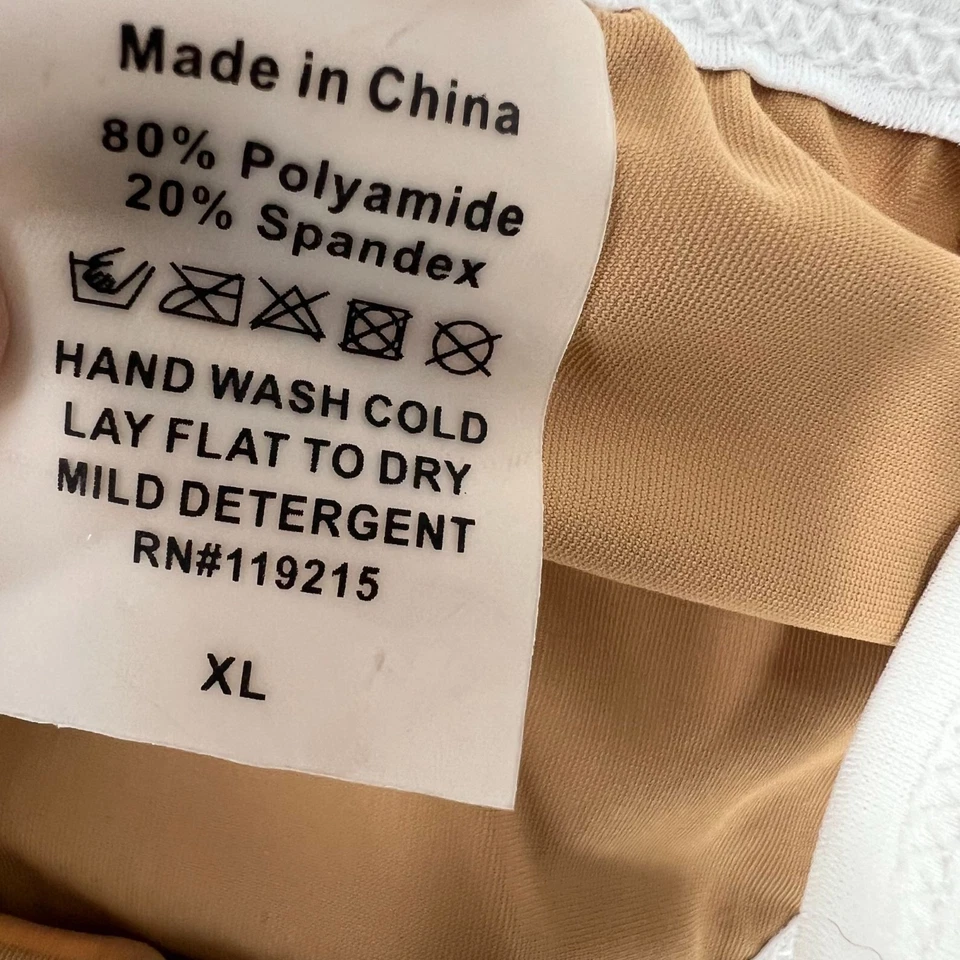 Made in China
80% Polyamide
20% Spandex
HAND WASH COLD
LAY FLAT TO DRY
MILD DETERGENT
RN#119215
XL